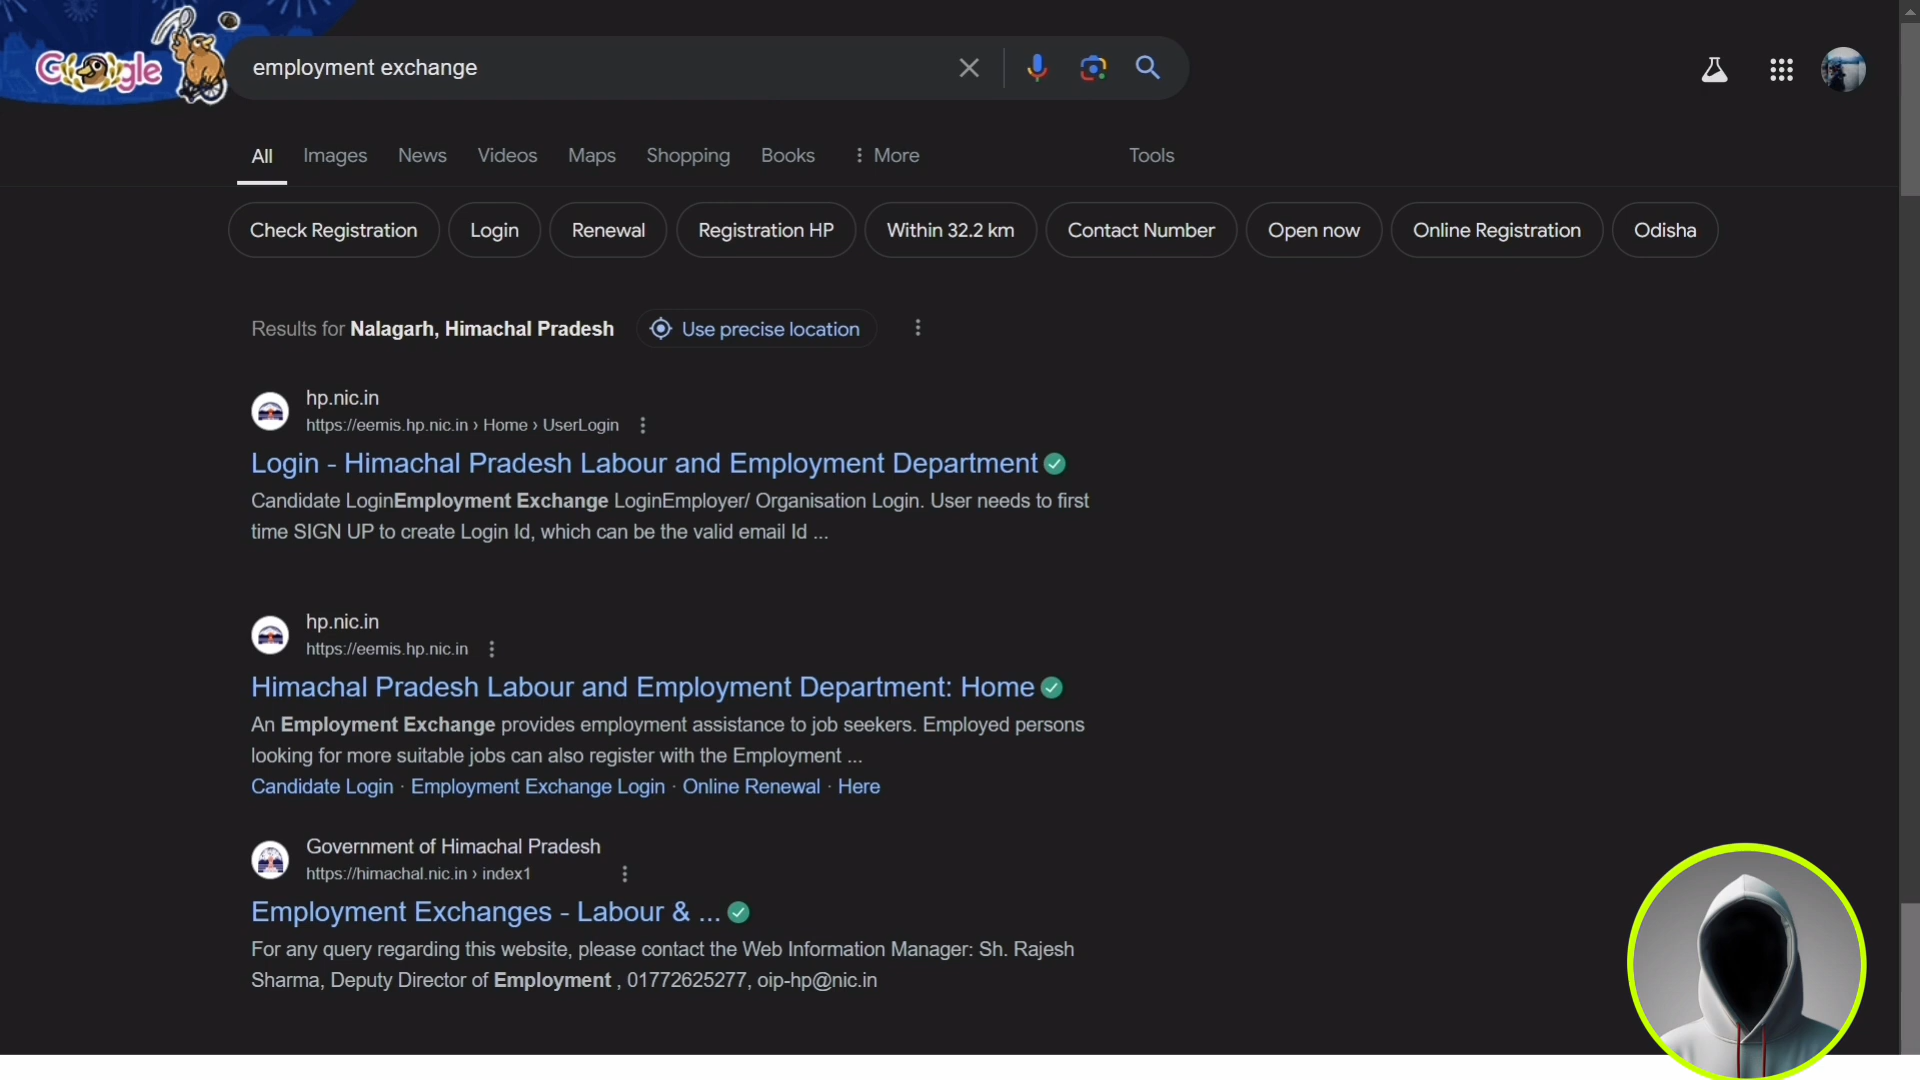 Google
employment exchange
All Images News Videos Maps Shopping Books More Tools
Check Registration Login Renewal Registration HP Within 32.2 km Contact Number Open now Online Registration Odisha
Results for Nalagarh, Himachal Pradesh Use precise location
hp.nic.in
https://eemis.hp.nic.in › Home › UserLogin
Login - Himachal Pradesh Labour and Employment Department
Candidate LoginEmployment Exchange LoginEmployer/ Organisation Login. User needs to first
time SIGN UP to create Login Id, which can be the valid email Id ...
hp.nic.in
https://eemis.hp.nic.in
Himachal Pradesh Labour and Employment Department: Home
An Employment Exchange provides employment assistance to job seekers. Employed persons
looking for more suitable jobs can also register with the Employment ...
Candidate Login · Employment Exchange Login · Online Renewal · Here
Government of Himachal Pradesh
https://himachal.nic.in › index1
Employment Exchanges - Labour & ...
For any query regarding this website, please contact the Web Information Manager: Sh. Rajesh
Sharma, Deputy Director of Employment , 01772625277, oip-hp@nic.in